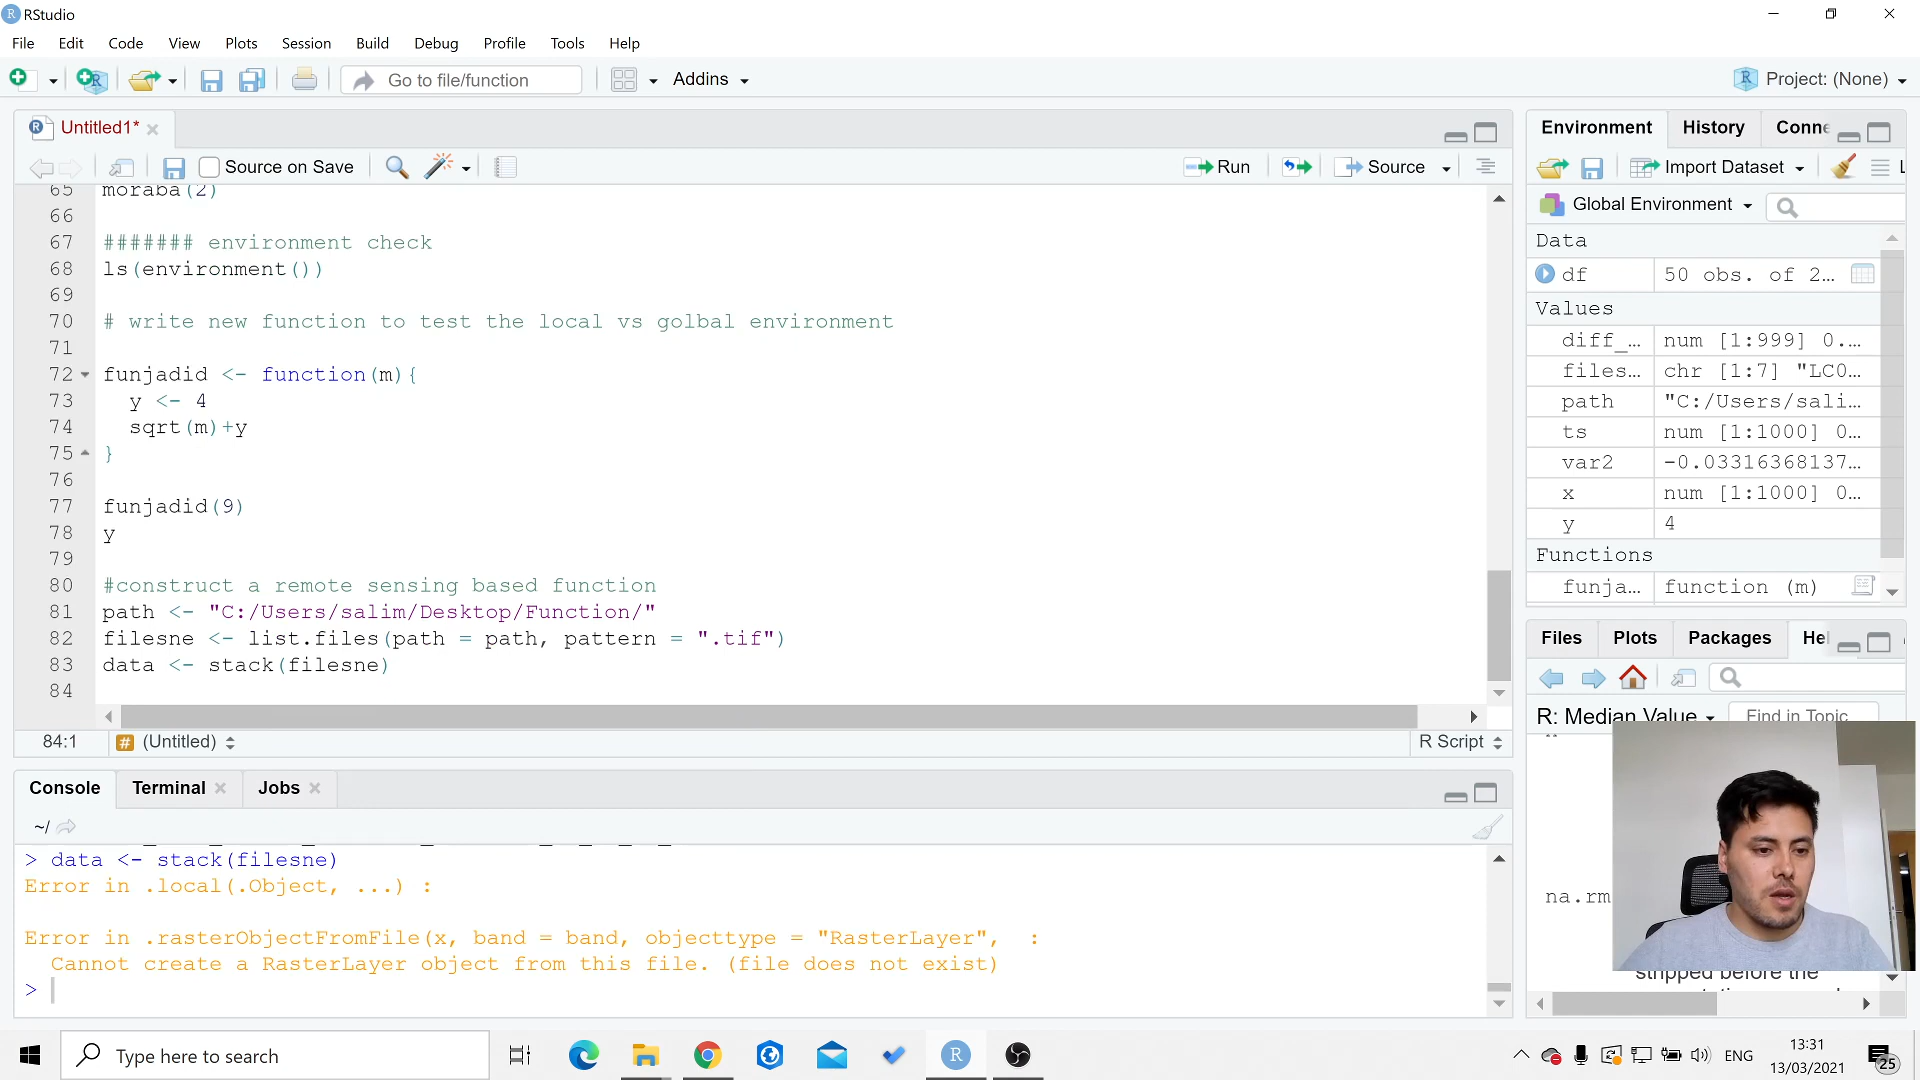 RStudio
File Edit Code View Plots Session Build Debug Profile Tools Help
Go to file/function Addins Project: (None)
Untitled1*
Source on Save Run Source
65 moraba(2)
66
67 ####### environment check
68 ls(environment())
69
70 # write new function to test the local vs golbal environment
71
72 funjadid <- function(m){
73 y <- 4
74 sqrt(m)+y
75 }
76
77 funjadid(9)
78 y
79
80 #construct a remote sensing based function
81 path <- "C:/Users/salim/Desktop/Function/"
82 filesne <- list.files(path = path, pattern = ".tif")
83 data <- stack(filesne)
84
84:1 # (Untitled) R Script
Console Terminal Jobs
~/
> data <- stack(filesne)
Error in .local(.Object, ...) :
Error in .rasterObjectFromFile(x, band = band, objecttype = "RasterLayer", :
Cannot create a RasterLayer object from this file. (file does not exist)
>
Environment History Conne
Import Dataset L
Global Environment
Data
df 50 obs. of 2...
Values
diff_... num [1:999] 0....
files... chr [1:7] "LC0...
path "C:/Users/sali...
ts num [1:1000] 0...
var2 -0.03316368137...
x num [1:1000] 0...
y 4
Functions
funja... function (m)
Files Plots Packages Hel
R: Median Value Find in Topic
na.rm
stripped before the
Type here to search
R
ENG
13:31
13/03/2021
25